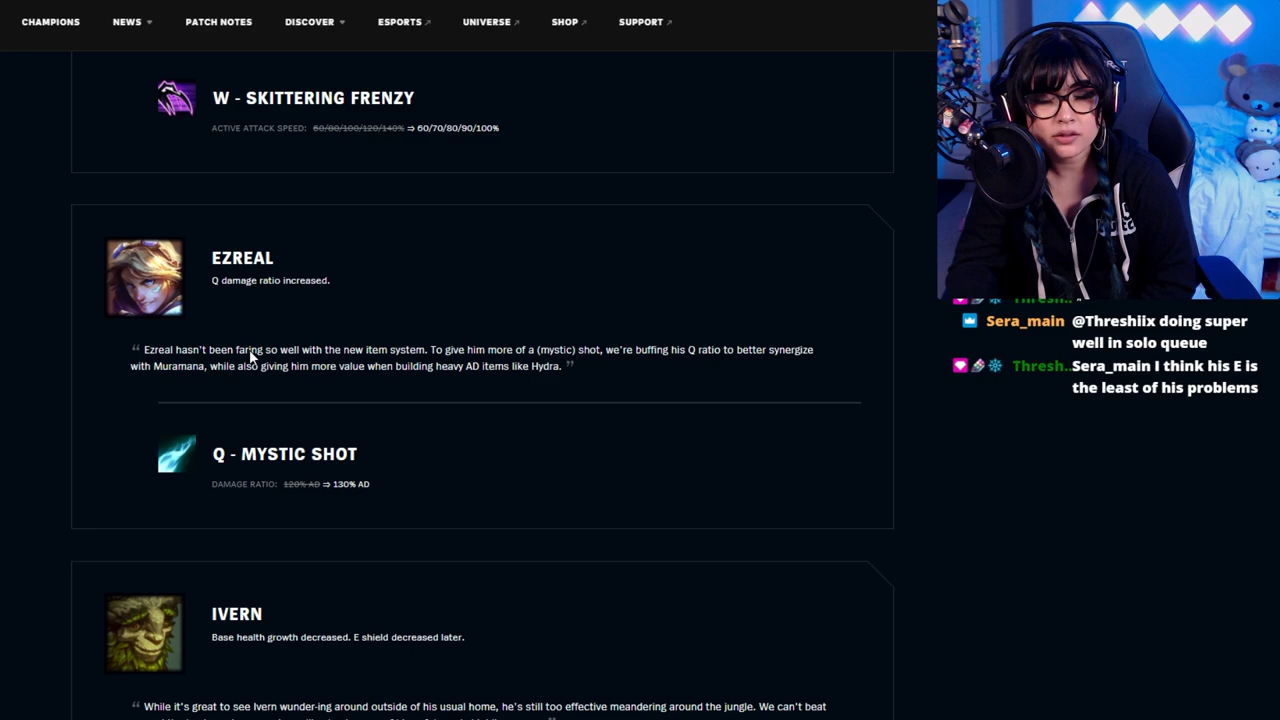 CHAMPIONS NEWS PATCH NOTES DISCOVER ESPORTS UNIVERSE SHOP SUPPORT
W - SKITTERING FRENZY
ACTIVE ATTACK SPEED: 60/80/100/120/140% ⇒ 60/70/80/90/100%
EZREAL
Q damage ratio increased.
“ Ezreal hasn't been faring so well with the new item system. To give him more of a (mystic) shot, we're buffing his Q ratio to better synergize
with Muramana, while also giving him more value when building heavy AD items like Hydra. ”
Q - MYSTIC SHOT
DAMAGE RATIO: 120% AD ⇒ 130% AD
IVERN
Base health growth decreased. E shield decreased later.
“ While it's great to see Ivern wunder-ing around outside of his usual home, he's still too effective meandering around the jungle. We can't beat
Sera_main @Threshiix doing super
well in solo queue
Thresh.. Sera_main I think his E is
the least of his problems